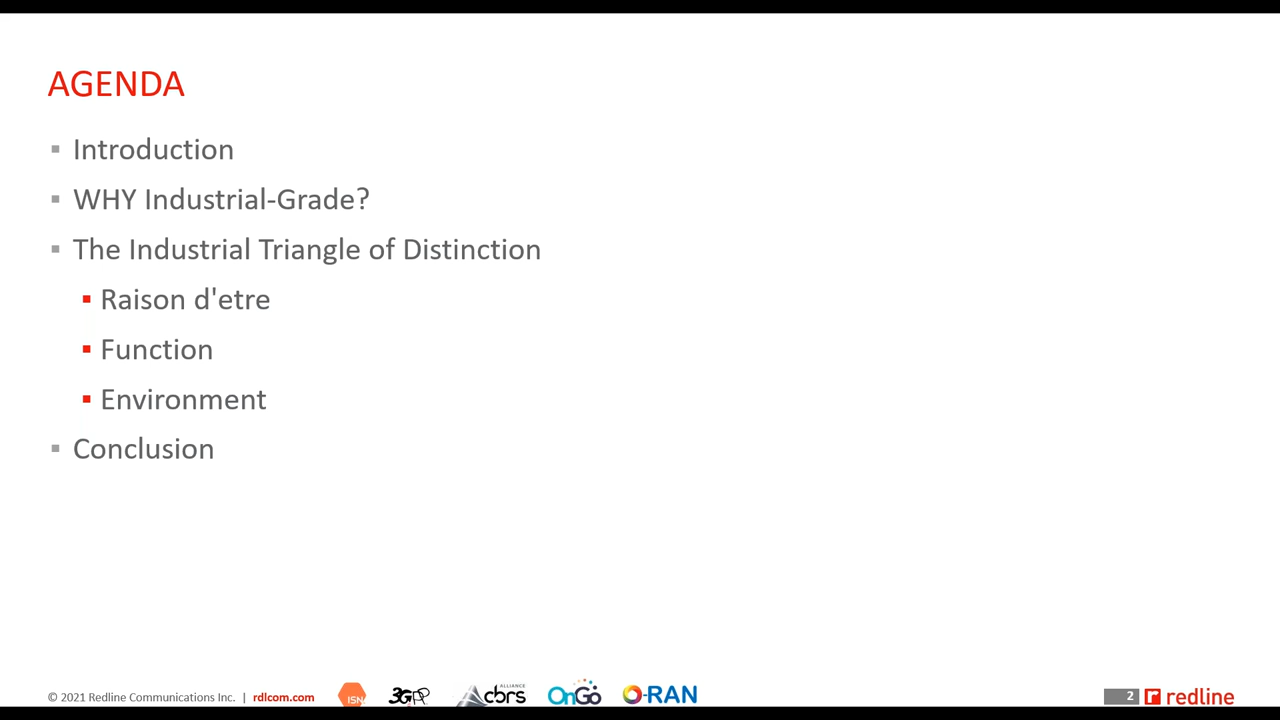 AGENDA
Introduction
WHY Industrial-Grade?
The Industrial Triangle of Distinction
Raison d'etre
Function
Environment
Conclusion
© 2021 Redline Communications Inc. | rdlcom.com
ISN
3GPP
ALLIANCE
cbrs
OnGo
O-RAN
2
redline